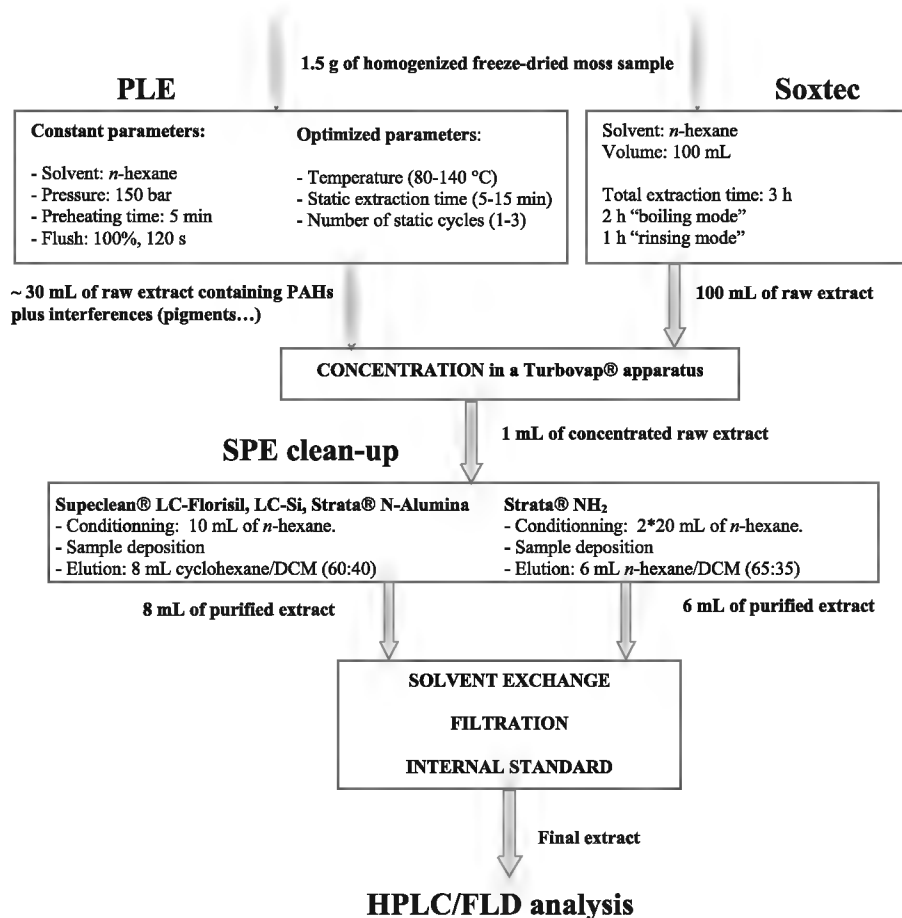 1.5 g of homogenized freeze-dried moss sample
PLE
Constant parameters:
- Solvent: n-hexane
- Pressure: 150 bar
- Preheating time: 5 min
- Flush: 100%, 120 s
Optimized parameters:
- Temperature (80-140 °C)
- Static extraction time (5-15 min)
- Number of static cycles (1-3)
Soxtec
Solvent: n-hexane
Volume: 100 mL
Total extraction time: 3 h
2 h “boiling mode”
1 h “rinsing mode”
~ 30 mL of raw extract containing PAHs
plus interferences (pigments…)
100 mL of raw extract
CONCENTRATION in a Turbovap® apparatus
1 mL of concentrated raw extract
SPE clean-up
Supeclean® LC-Florisil, LC-Si, Strata® N-Alumina
- Conditionning: 10 mL of n-hexane.
- Sample deposition
- Elution: 8 mL cyclohexane/DCM (60:40)
Strata® NH₂
- Conditionning: 2*20 mL of n-hexane.
- Sample deposition
- Elution: 6 mL n-hexane/DCM (65:35)
8 mL of purified extract
6 mL of purified extract
SOLVENT EXCHANGE
FILTRATION
INTERNAL STANDARD
Final extract
HPLC/FLD analysis